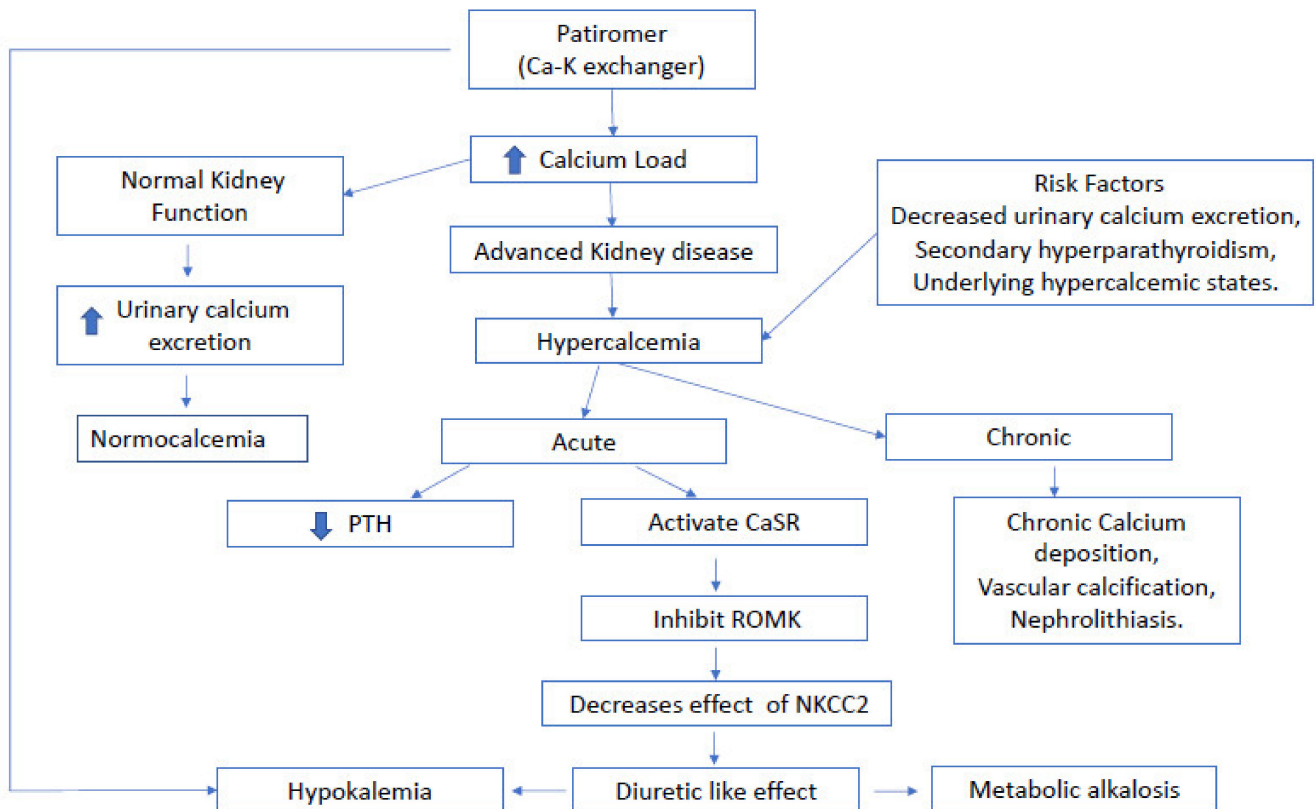 Patiromer
(Ca-K exchanger)
Calcium Load
Normal Kidney
Function
Risk Factors
Decreased urinary calcium excretion,
Secondary hyperparathyroidism,
Underlying hypercalcemic states.
Advanced Kidney disease
Urinary calcium
excretion
Hypercalcemia
Normocalcemia
Acute
Chronic
PTH
Activate CaSR
Chronic Calcium
deposition,
Vascular calcification,
Nephrolithiasis.
Inhibit ROMK
Decreases effect of NKCC2
Hypokalemia
Diuretic like effect
Metabolic alkalosis